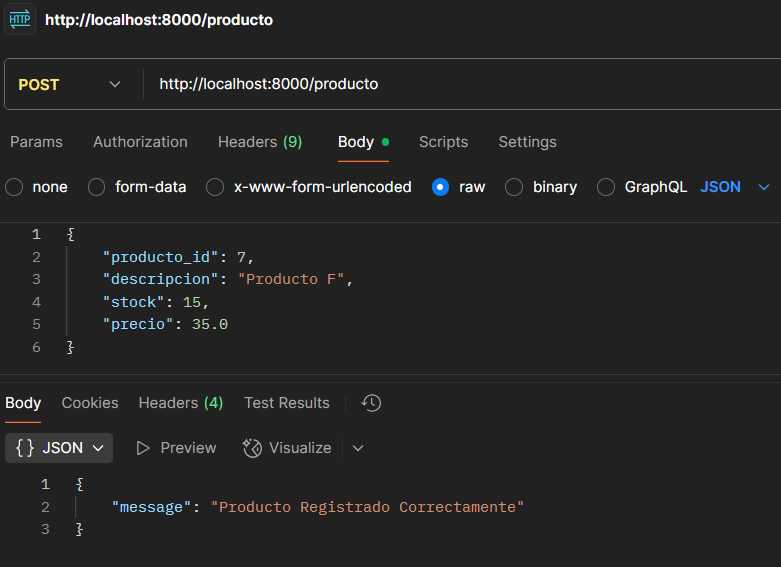 HTTP http://localhost:8000/producto
POST http://localhost:8000/producto
Params Authorization Headers (9) Body Scripts Settings
none form-data x-www-form-urlencoded raw binary GraphQL JSON
1 {
2 "producto_id": 7,
3 "descripcion": "Producto F",
4 "stock": 15,
5 "precio": 35.0
6 }
Body Cookies Headers (4) Test Results
{} JSON Preview Visualize
1 {
2 "message": "Producto Registrado Correctamente"
3 }